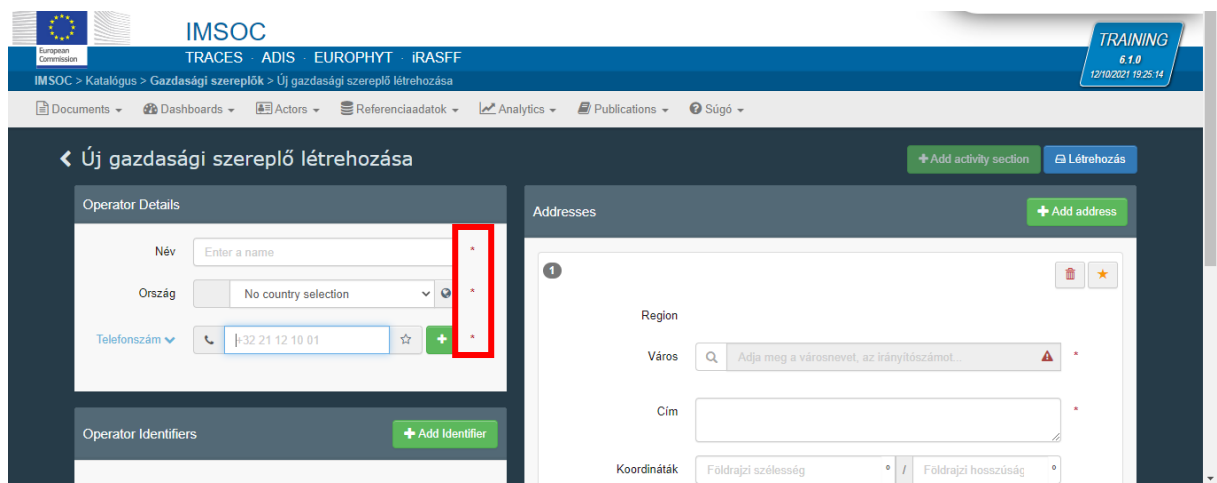 European
Commission
IMSOC
TRACES · ADIS · EUROPHYT · iRASFF
TRAINING
6.1.0
12/10/2021 19:25:14
IMSOC > Katalógus > Gazdasági szereplők > Új gazdasági szereplő létrehozása
Documents Dashboards Actors Referenciaadatok Analytics Publications Súgó
Új gazdasági szereplő létrehozása
+ Add activity section
Létrehozás
Operator Details
Név Enter a name *
Ország No country selection *
Telefonszám +32 21 12 10 01 + *
Operator Identifiers
+ Add Identifier
Addresses
+ Add address
1
Region
Város Adja meg a városnevet, az irányítószámot... *
Cím *
Koordináták Földrajzi szélesség ° / Földrajzi hosszúság °